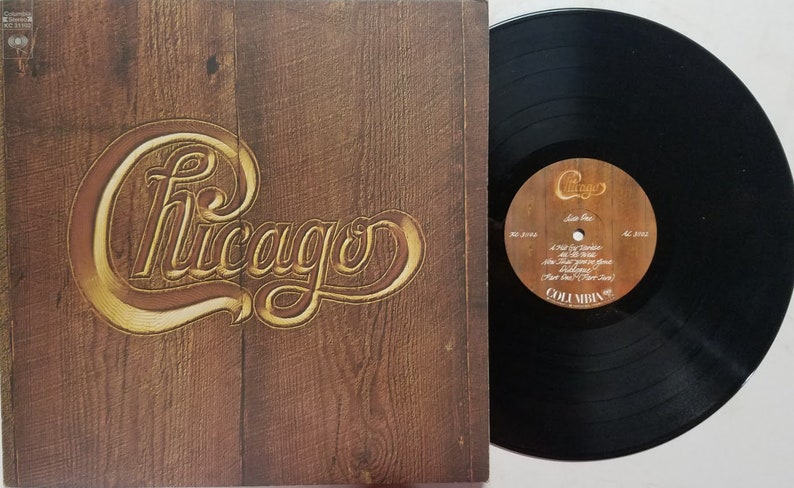 Columbia
Stereo
KC 31102
Chicago
Chicago
Side One
KC 31102
AL 31102
A Hit By Varèse
All Is Well
Now That You've Gone
Dialogue
(Part One) (Part Two)
COLUMBIA